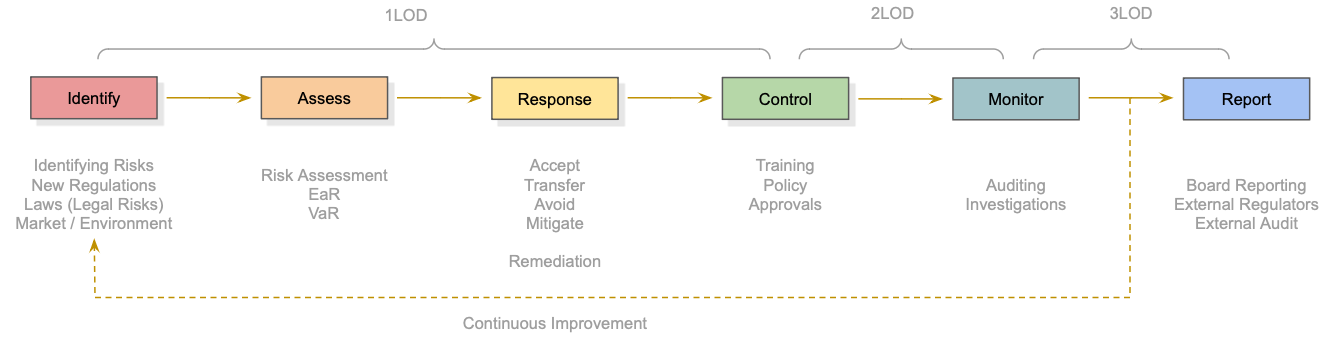 1LOD
2LOD
3LOD
Identify
Assess
Response
Control
Monitor
Report
Identifying Risks
New Regulations
Laws (Legal Risks)
Market / Environment
Risk Assessment
EaR
VaR
Accept
Transfer
Avoid
Mitigate
Remediation
Training
Policy
Approvals
Auditing
Investigations
Board Reporting
External Regulators
External Audit
Continuous Improvement